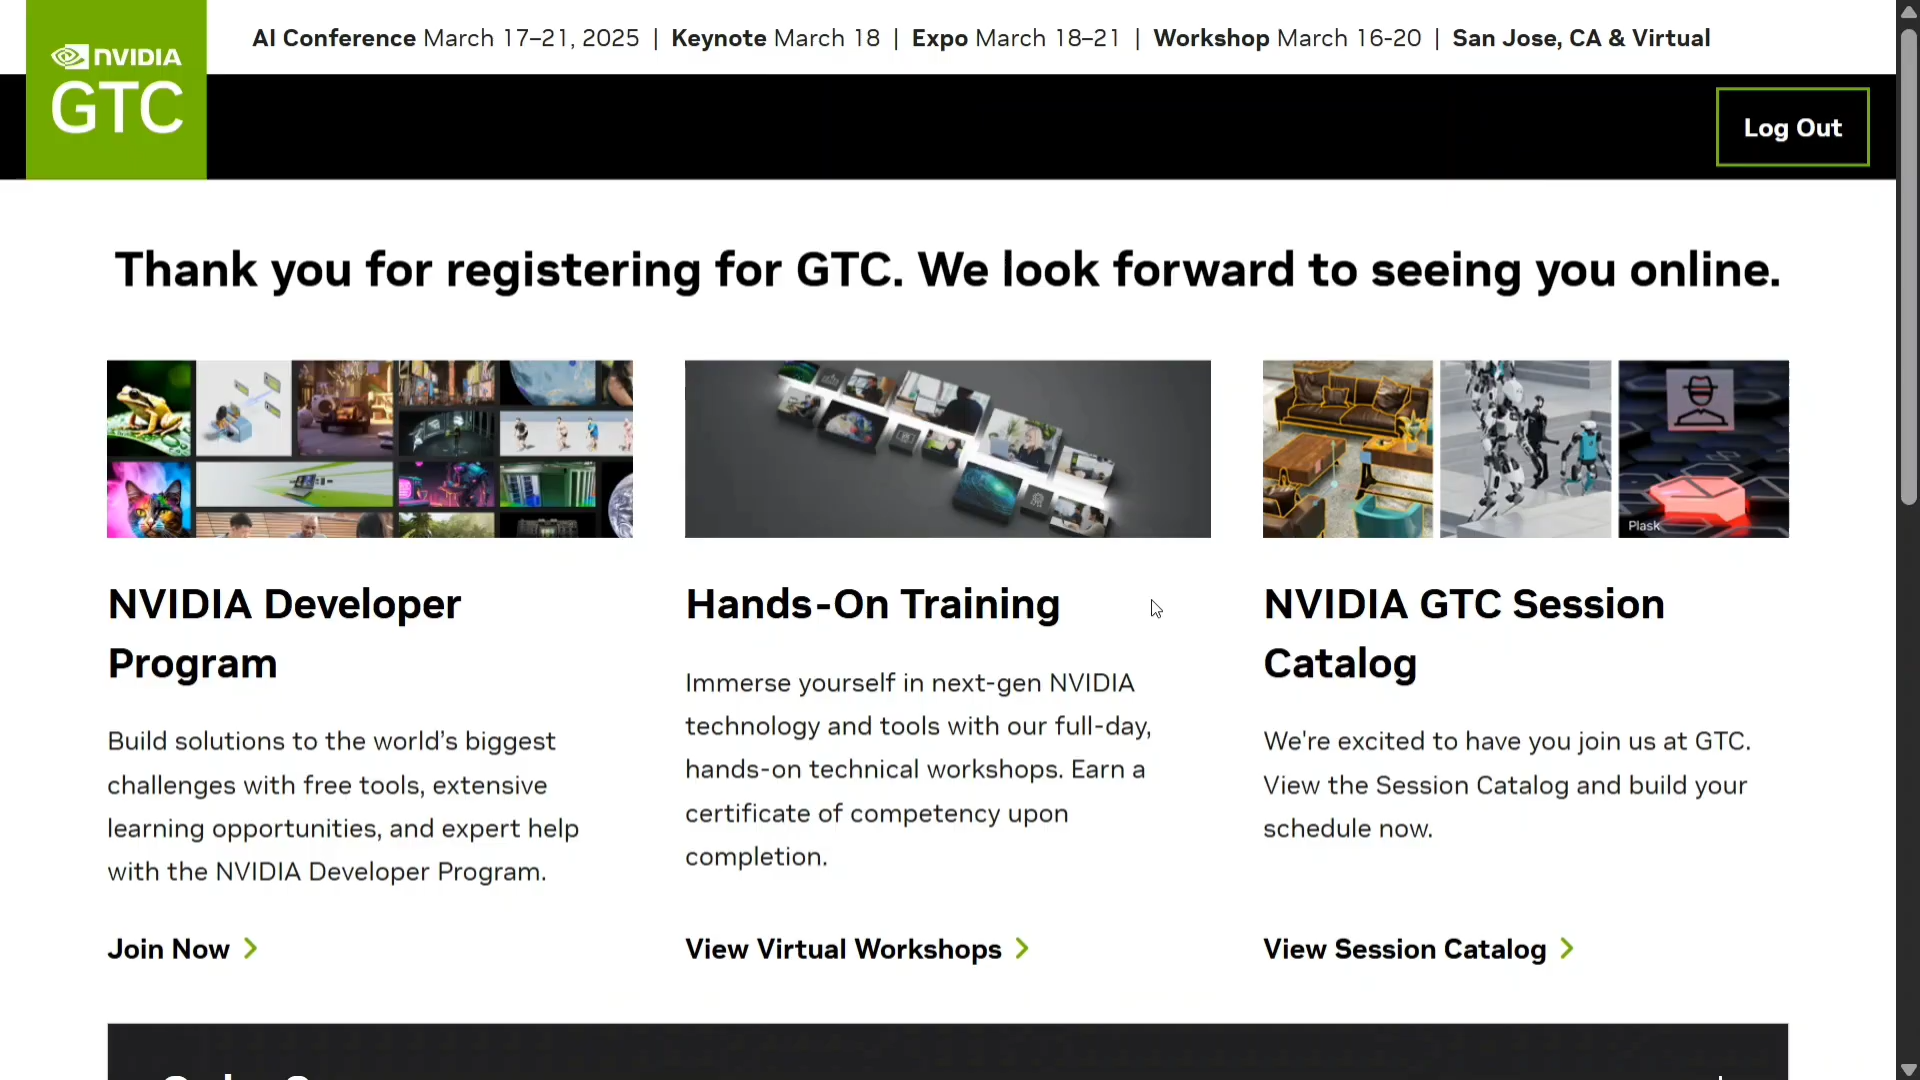 AI Conference March 17–21, 2025 | Keynote March 18 | Expo March 18–21 | Workshop March 16-20 | San Jose, CA & Virtual
NVIDIA
GTC
Log Out
Thank you for registering for GTC. We look forward to seeing you online.
Plask
NVIDIA Developer
Program
Build solutions to the world’s biggest
challenges with free tools, extensive
learning opportunities, and expert help
with the NVIDIA Developer Program.
Join Now
Hands-On Training
Immerse yourself in next-gen NVIDIA
technology and tools with our full-day,
hands-on technical workshops. Earn a
certificate of competency upon
completion.
View Virtual Workshops
NVIDIA GTC Session
Catalog
We're excited to have you join us at GTC.
View the Session Catalog and build your
schedule now.
View Session Catalog